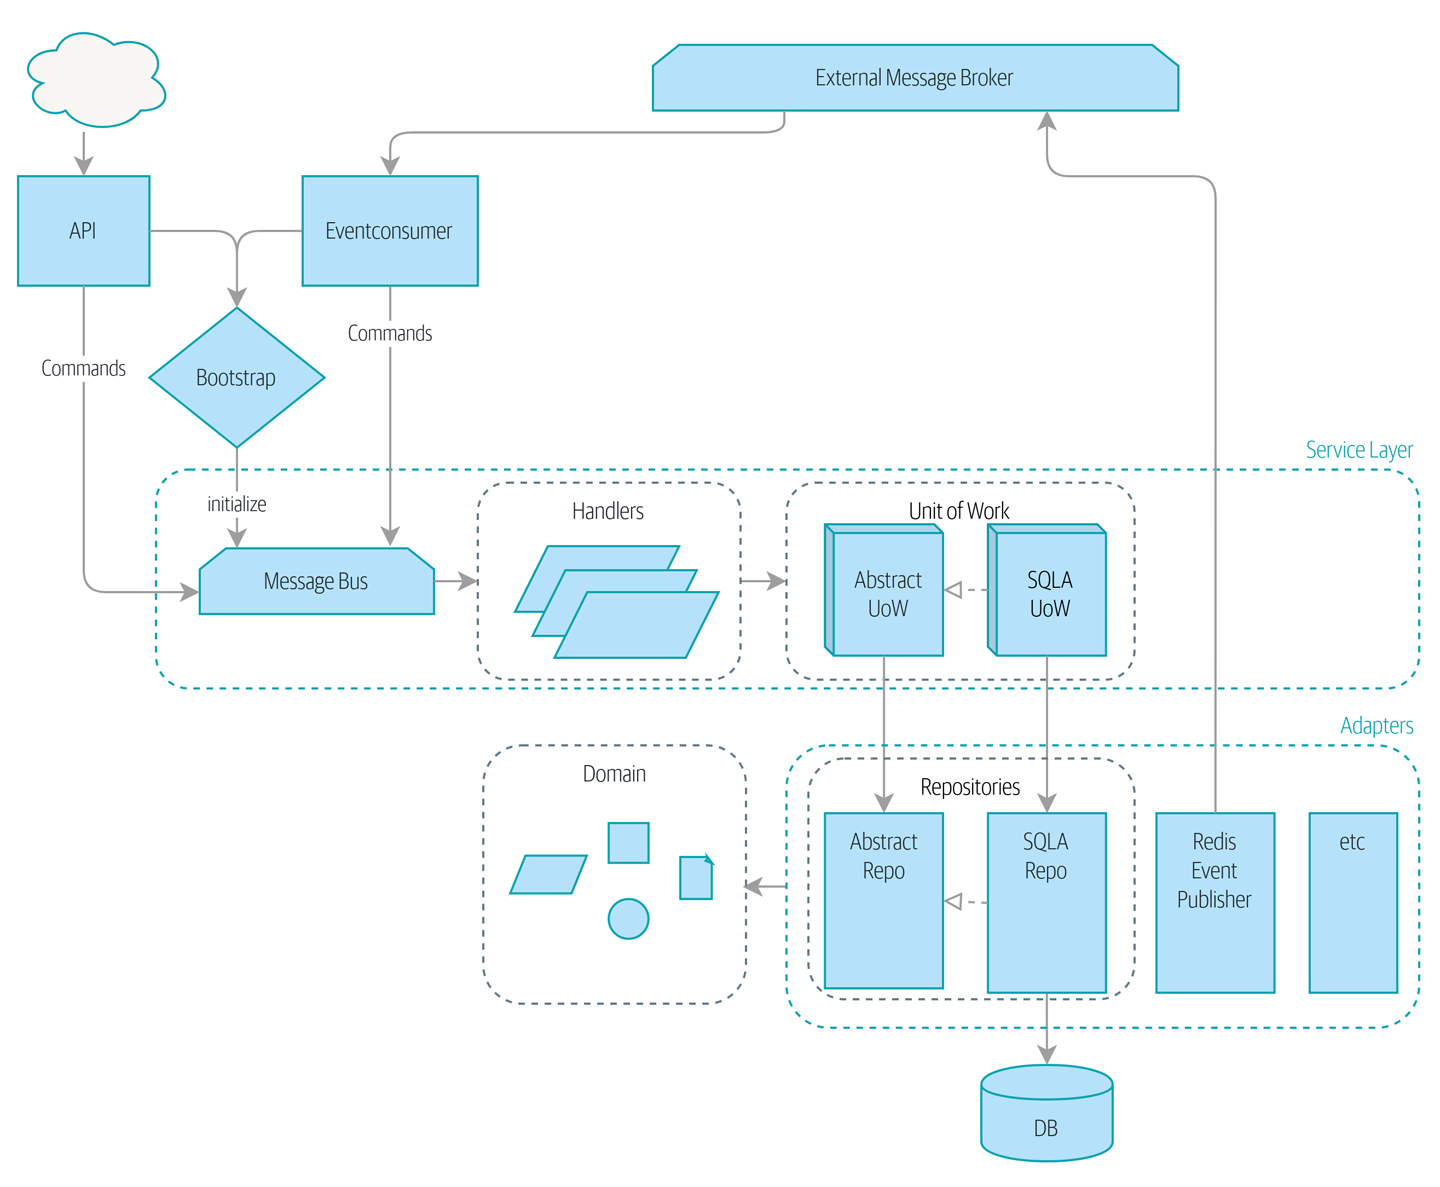 External Message Broker
API
Eventconsumer
Commands
Commands
Bootstrap
Service Layer
initialize
Handlers
Unit of Work
Message Bus
Abstract
UoW
SQLA
UoW
Adapters
Domain
Repositories
Abstract
Repo
SQLA
Repo
Redis
Event
Publisher
etc
DB